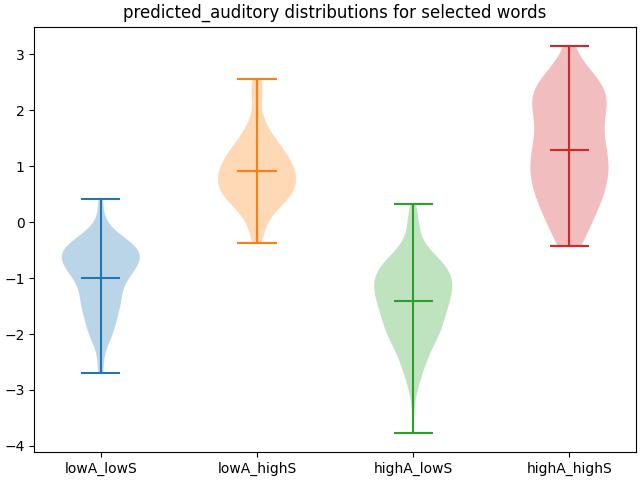 predicted_auditory distributions for selected words
3
2
1
0
−1
−2
−3
−4
lowA_lowS
lowA_highS
highA_lowS
highA_highS